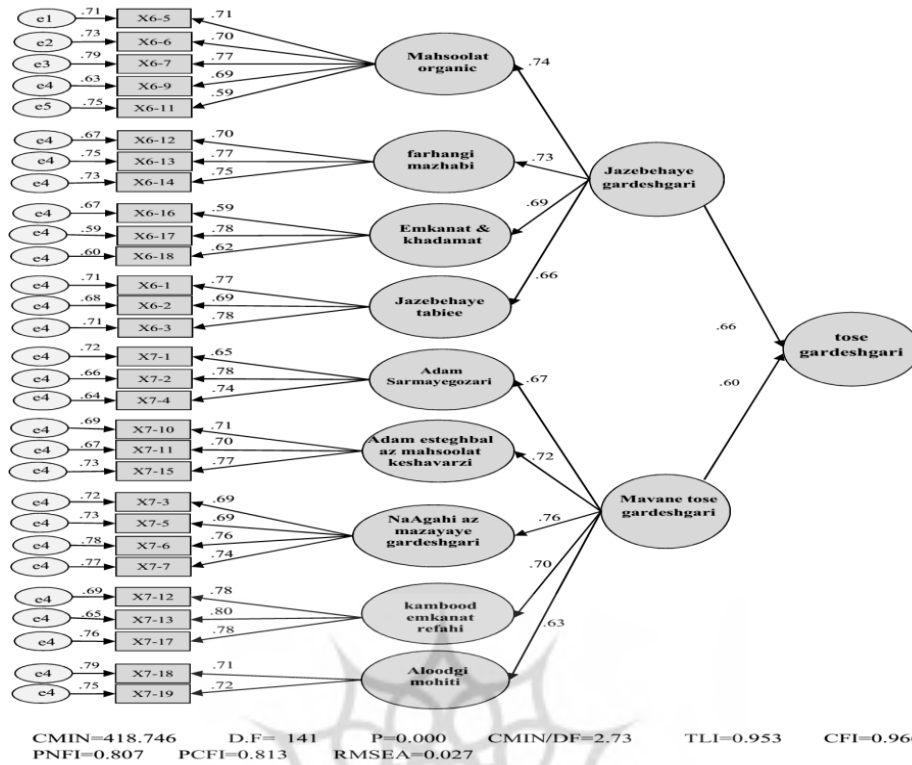 e1 .71 X6-5 .71
e2 .73 X6-6 .70
e3 .79 X6-7 .77
e4 .63 X6-9 .69
e5 .75 X6-11 .59
Mahsoolat
organic
.74
e4 .67 X6-12 .70
e4 .75 X6-13 .77
e4 .73 X6-14 .75
farhangi
mazhabi
.73
e4 .67 X6-16 .59
e4 .59 X6-17 .78
e4 .60 X6-18 .62
Emkanat &
khadamat
.69
e4 .71 X6-1 .77
e4 .68 X6-2 .69
e4 .71 X6-3 .78
Jazebehaye
tabiee
.66
Jazebehaye
gardeshgari
.66
e4 .72 X7-1 .65
e4 .66 X7-2 .78
e4 .64 X7-4 .74
Adam
Sarmayegozari
.67
e4 .69 X7-10 .71
e4 .67 X7-11 .70
e4 .73 X7-15 .77
Adam esteghbal
az mahsoolat
keshavarzi
.72
e4 .72 X7-3 .69
e4 .73 X7-5 .69
e4 .78 X7-6 .76
e4 .77 X7-7 .74
NaAgahi az
mazayaye
gardeshgari
.76
e4 .69 X7-12 .78
e4 .65 X7-13 .80
e4 .76 X7-17 .78
kambood
emkanat
refahi
.70
e4 .79 X7-18 .71
e4 .75 X7-19 .72
Aloodgi
mohiti
.63
Mavane tose
gardeshgari
.60
tose
gardeshgari
CMIN=418.746 D.F= 141 P=0.000 CMIN/DF=2.73 TLI=0.953
PNFI=0.807 PCFI=0.813 RMSEA=0.027